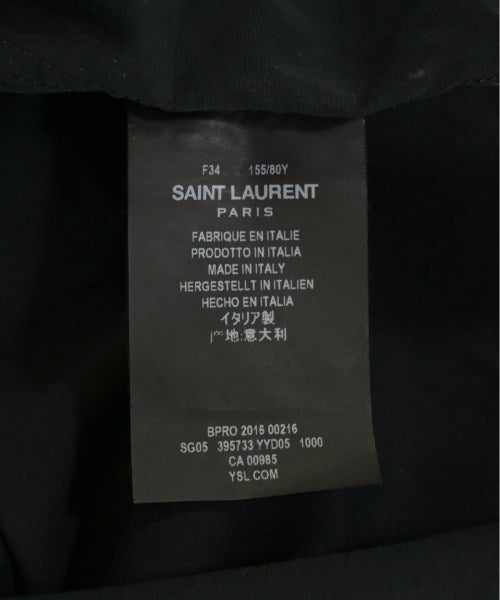 F34 155/80Y
SAINT LAURENT
PARIS
FABRIQUE EN ITALIE
PRODOTTO IN ITALIA
MADE IN ITALY
HERGESTELLT IN ITALIEN
HECHO EN ITALIA
イタリア製
地:意大利
BPRO 2016 00216
SG05 395733 YYD05 1000
CA 00985
YSL COM